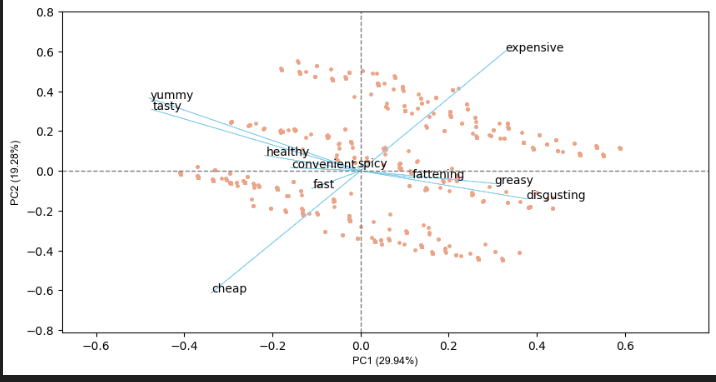 0.8
0.6
expensive
0.4
yummy
tasty
0.2
healthy
convenient spicy
0.0
fattening
greasy
fast
disgusting
−0.2
−0.4
cheap
−0.6
−0.8
PC2 (19.28%)
−0.6 −0.4 −0.2 0.0 0.2 0.4 0.6
PC1 (29.94%)